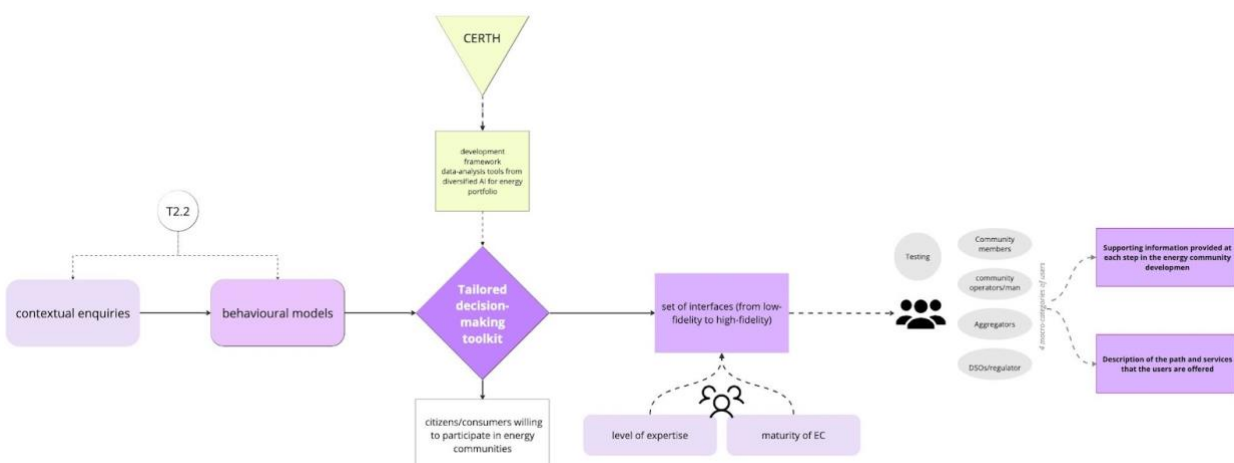 CERTH
development
framework
data-analysis tools from
diversified AI for energy
portfolio
T2.2
contextual enquiries
behavioural models
Tailored
decision-
making
toolkit
citizens/consumers willing
to participate in energy
communities
set of interfaces (from low-
fidelity to high-fidelity)
level of expertise
maturity of EC
Testing
Community
members
community
operators/man
Aggregators
DSOs/regulator
4 macro categories of users
Supporting information provided at
each step in the energy community
developmen
Description of the path and services
that the users are offered